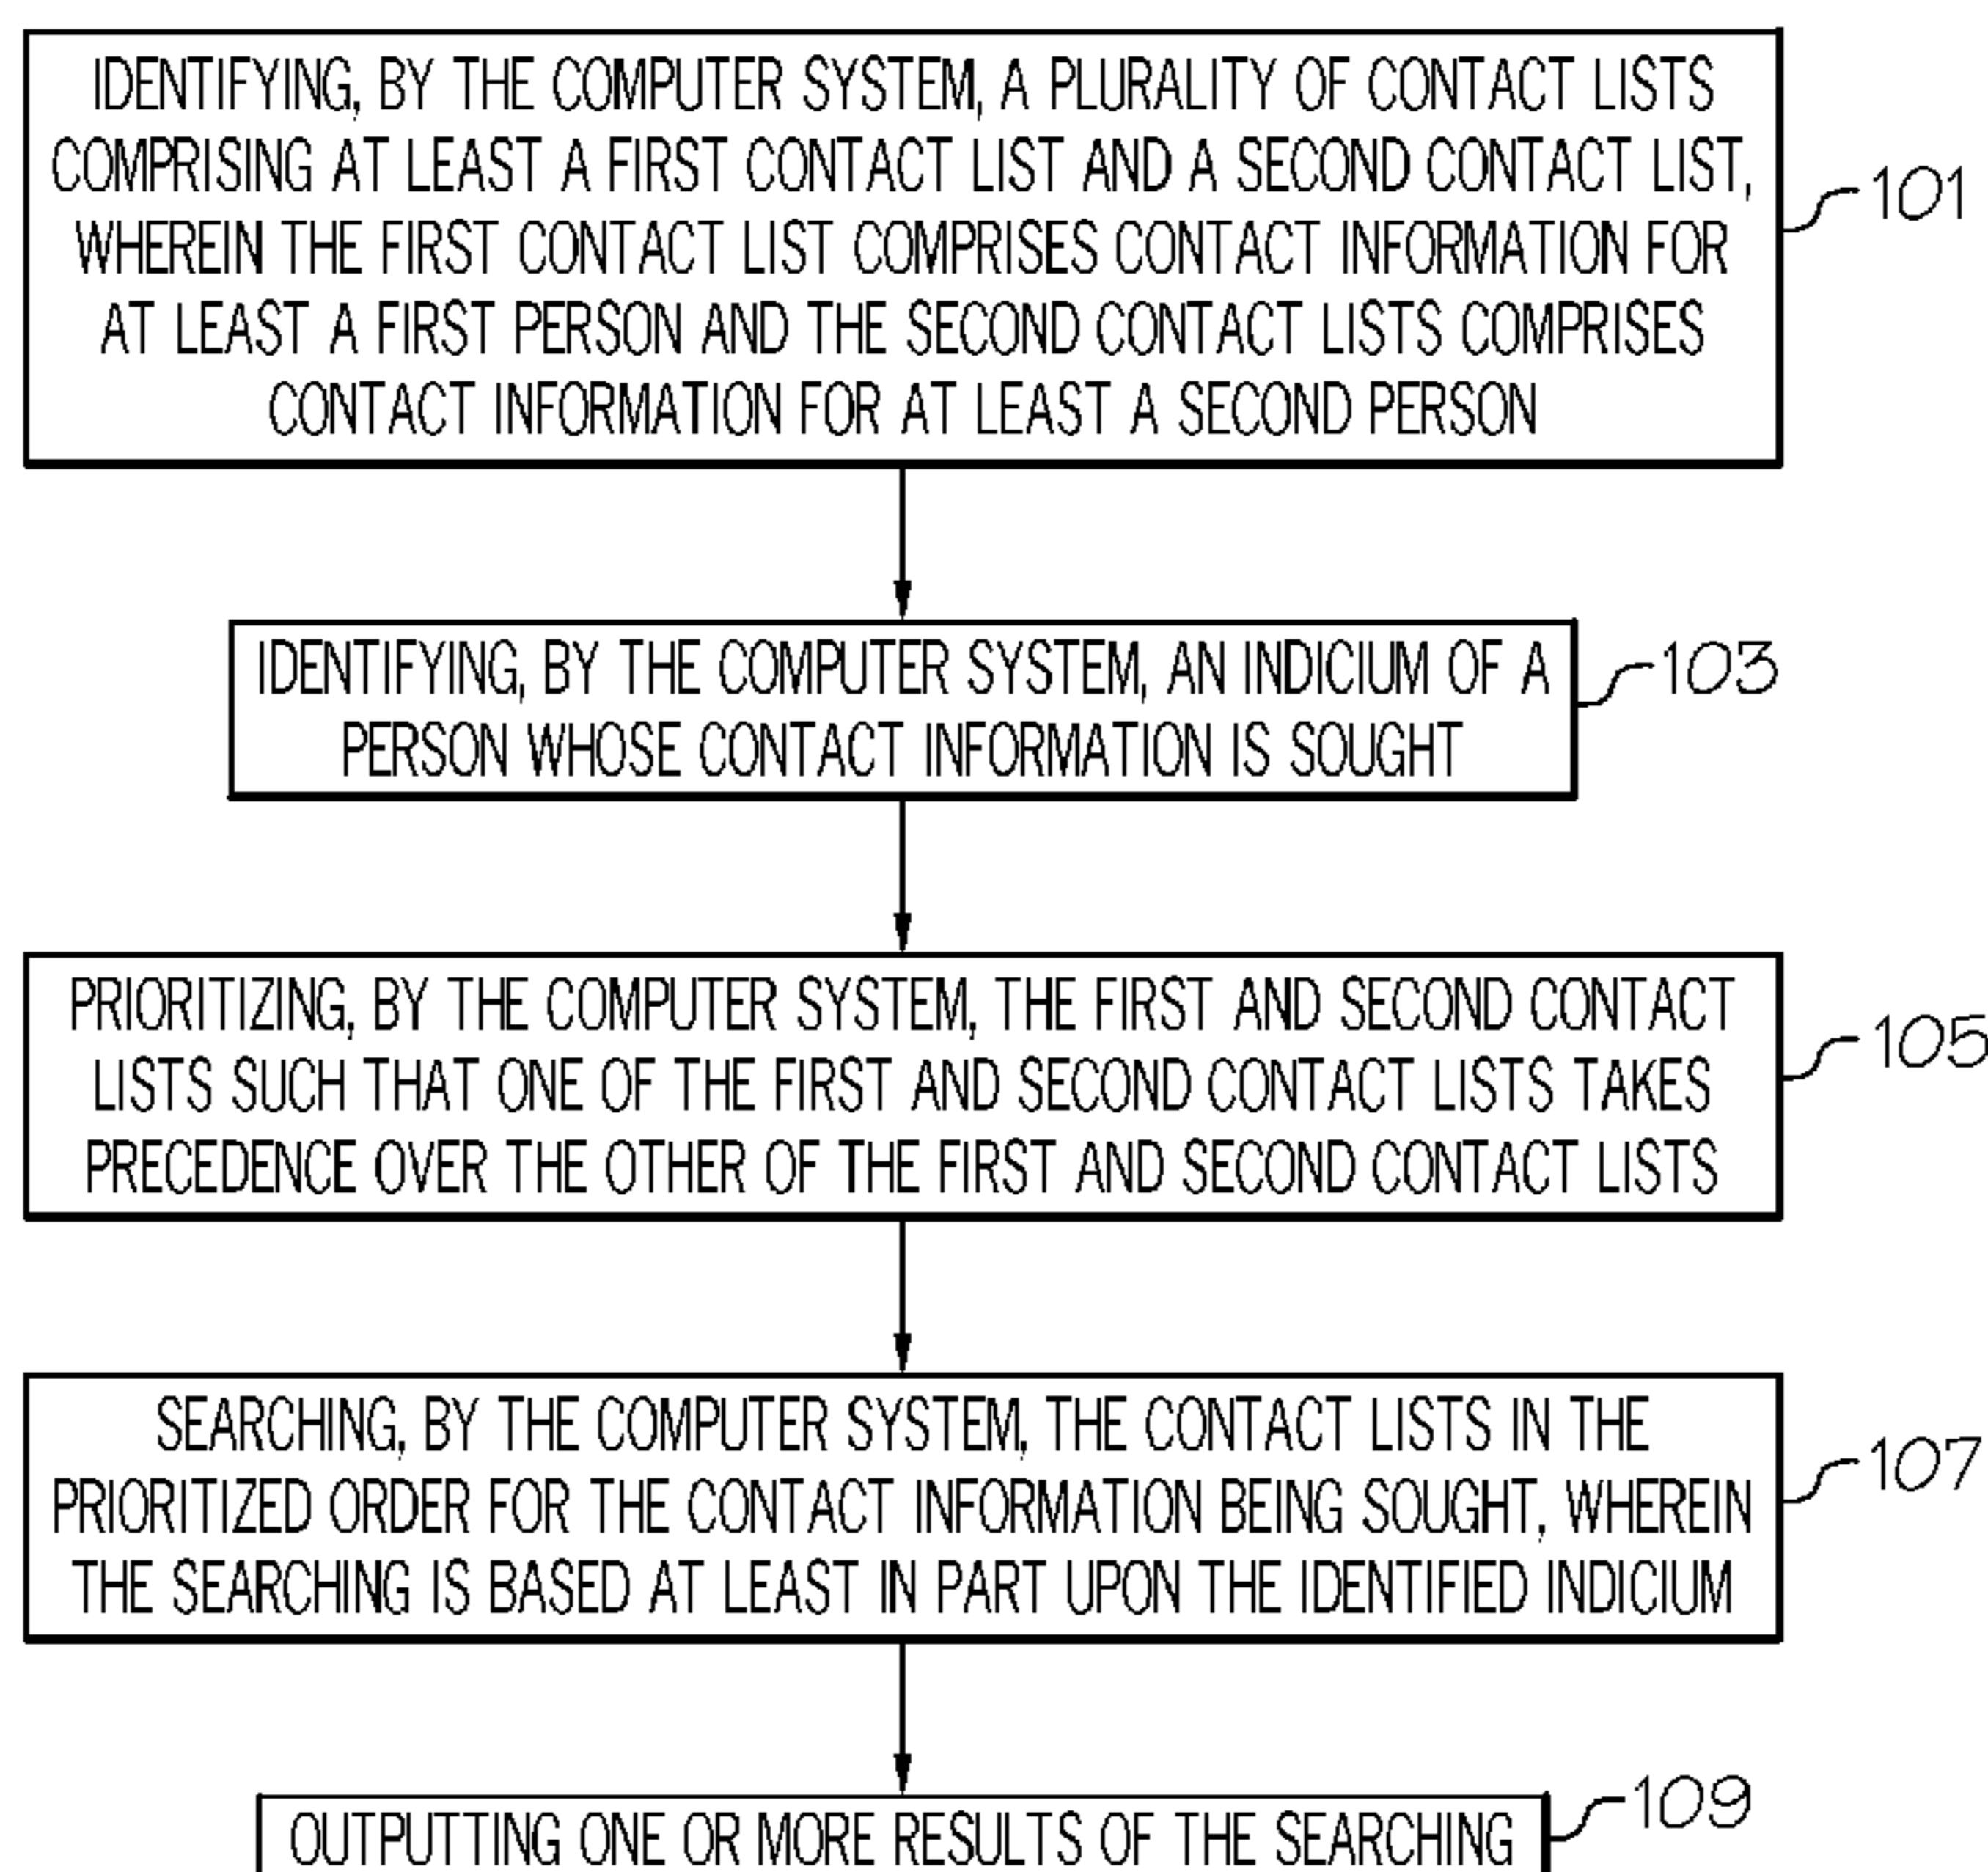 IDENTIFYING, BY THE COMPUTER SYSTEM, A PLURALITY OF CONTACT LISTS
COMPRISING AT LEAST A FIRST CONTACT LIST AND A SECOND CONTACT LIST,
WHEREIN THE FIRST CONTACT LIST COMPRISES CONTACT INFORMATION FOR
AT LEAST A FIRST PERSON AND THE SECOND CONTACT LISTS COMPRISES
CONTACT INFORMATION FOR AT LEAST A SECOND PERSON
101
IDENTIFYING, BY THE COMPUTER SYSTEM, AN INDICIUM OF A
PERSON WHOSE CONTACT INFORMATION IS SOUGHT
103
PRIORITIZING, BY THE COMPUTER SYSTEM, THE FIRST AND SECOND CONTACT
LISTS SUCH THAT ONE OF THE FIRST AND SECOND CONTACT LISTS TAKES
PRECEDENCE OVER THE OTHER OF THE FIRST AND SECOND CONTACT LISTS
105
SEARCHING, BY THE COMPUTER SYSTEM, THE CONTACT LISTS IN THE
PRIORITIZED ORDER FOR THE CONTACT INFORMATION BEING SOUGHT, WHEREIN
THE SEARCHING IS BASED AT LEAST IN PART UPON THE IDENTIFIED INDICIUM
107
OUTPUTTING ONE OR MORE RESULTS OF THE SEARCHING
109